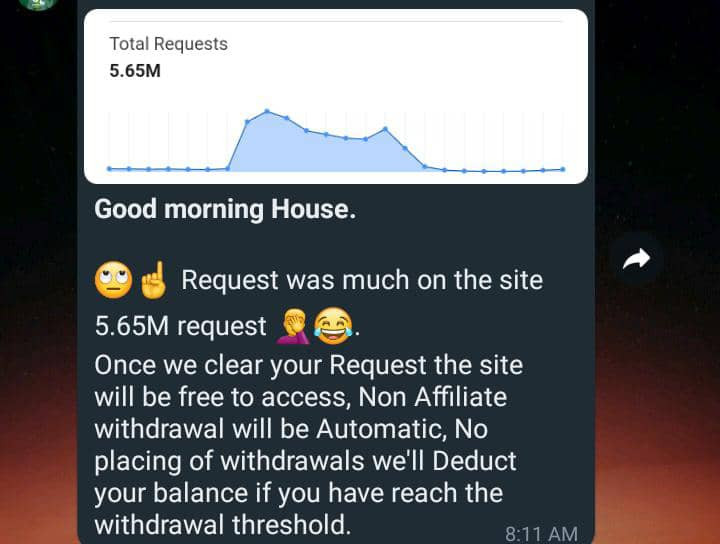 Total Requests
5.65M
Good morning House.
🙄☝️ Request was much on the site
5.65M request 🤦‍♀️😂.
Once we clear your Request the site
will be free to access, Non Affiliate
withdrawal will be Automatic, No
placing of withdrawals we'll Deduct
your balance if you have reach the
withdrawal threshold.
8:11 AM